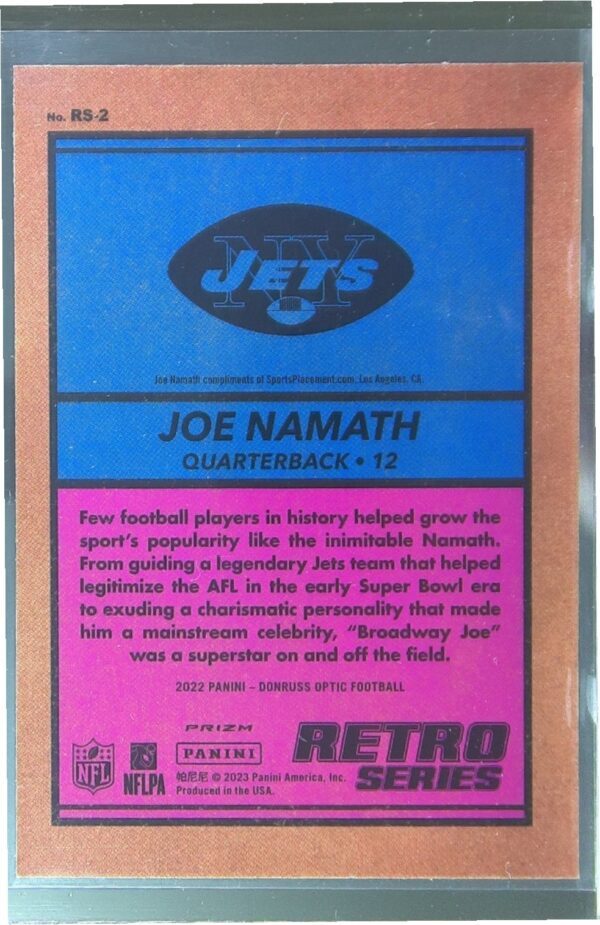 No. RS-2
NY
JETS
Joe Namath compliments of SportsPlacement.com, Los Angeles, CA.
JOE NAMATH
QUARTERBACK • 12
Few football players in history helped grow the
sport's popularity like the inimitable Namath.
From guiding a legendary Jets team that helped
legitimize the AFL in the early Super Bowl era
to exuding a charismatic personality that made
him a mainstream celebrity, "Broadway Joe"
was a superstar on and off the field.
2022 PANINI – DONRUSS OPTIC FOOTBALL
PRIZM
PANINI
RETRO
SERIES
NFL
NFLPA
帕尼尼 © 2023 Panini America, Inc.
Produced in the USA.